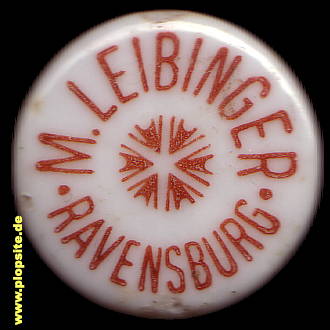 M. LEIBINGER
· RAVENSBURG ·
www.plopsite.de